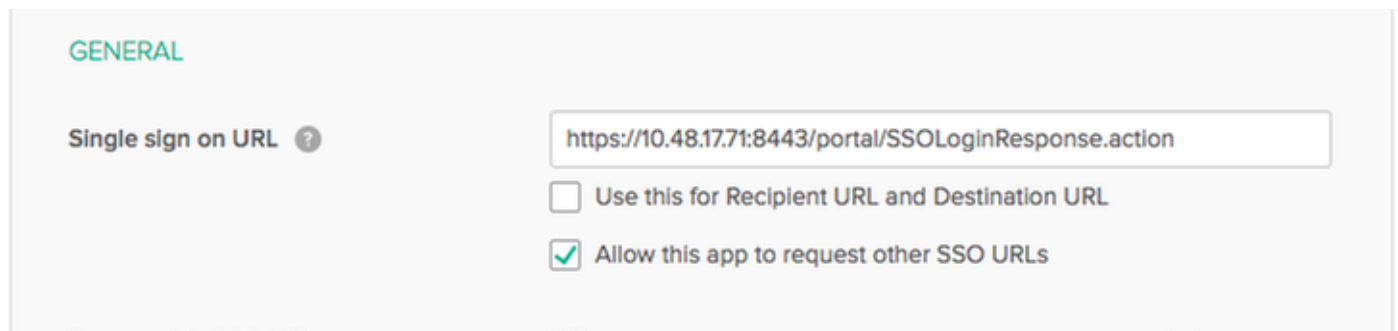 GENERAL
Single sign on URL ?
https://10.48.17.71:8443/portal/SSOLoginResponse.action
Use this for Recipient URL and Destination URL
Allow this app to request other SSO URLs